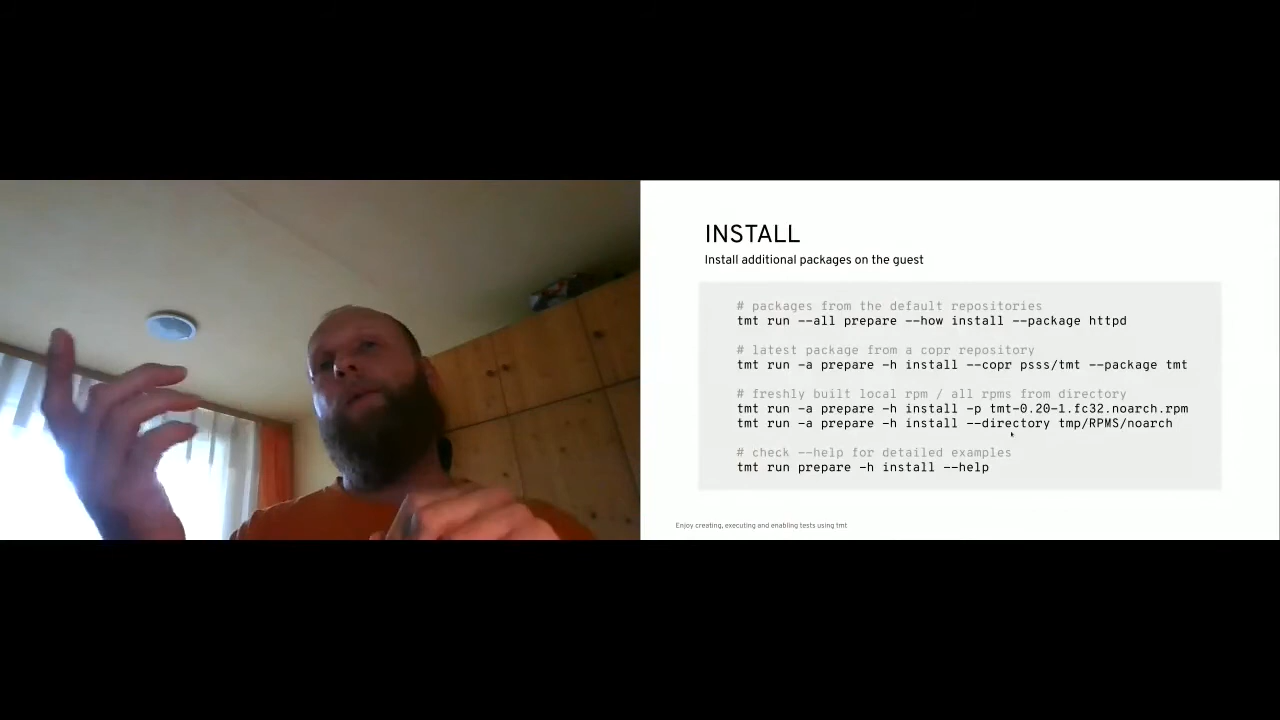 INSTALL
Install additional packages on the guest
# packages from the default repositories
tmt run --all prepare --how install --package httpd
# latest package from a copr repository
tmt run -a prepare -h install --copr psss/tmt --package tmt
# freshly built local rpm / all rpms from directory
tmt run -a prepare -h install -p tmt-0.20-1.fc32.noarch.rpm
tmt run -a prepare -h install --directory tmp/RPMS/noarch
# check --help for detailed examples
tmt run prepare -h install --help
Enjoy creating, executing and enabling tests using tmt